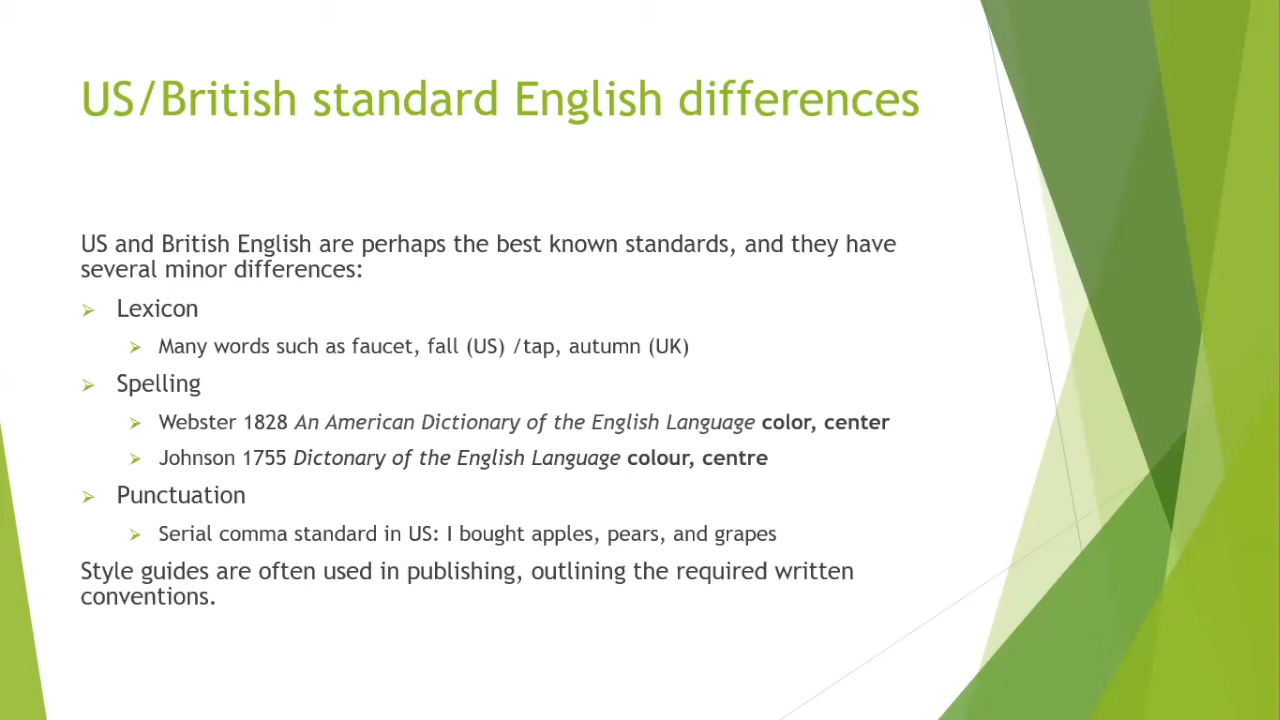 US/British standard English differences
US and British English are perhaps the best known standards, and they have
several minor differences:
Lexicon
Many words such as faucet, fall (US) /tap, autumn (UK)
Spelling
Webster 1828 An American Dictionary of the English Language color, center
Johnson 1755 Dictonary of the English Language colour, centre
Punctuation
Serial comma standard in US: I bought apples, pears, and grapes
Style guides are often used in publishing, outlining the required written
conventions.